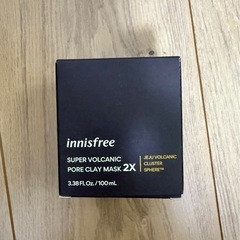 innisfree
SUPER VOLCANIC
PORE CLAY MASK 2X
JEJU VOLCANIC
CLUSTER
SPHERE™
3.38 Fl. Oz. / 100 mL